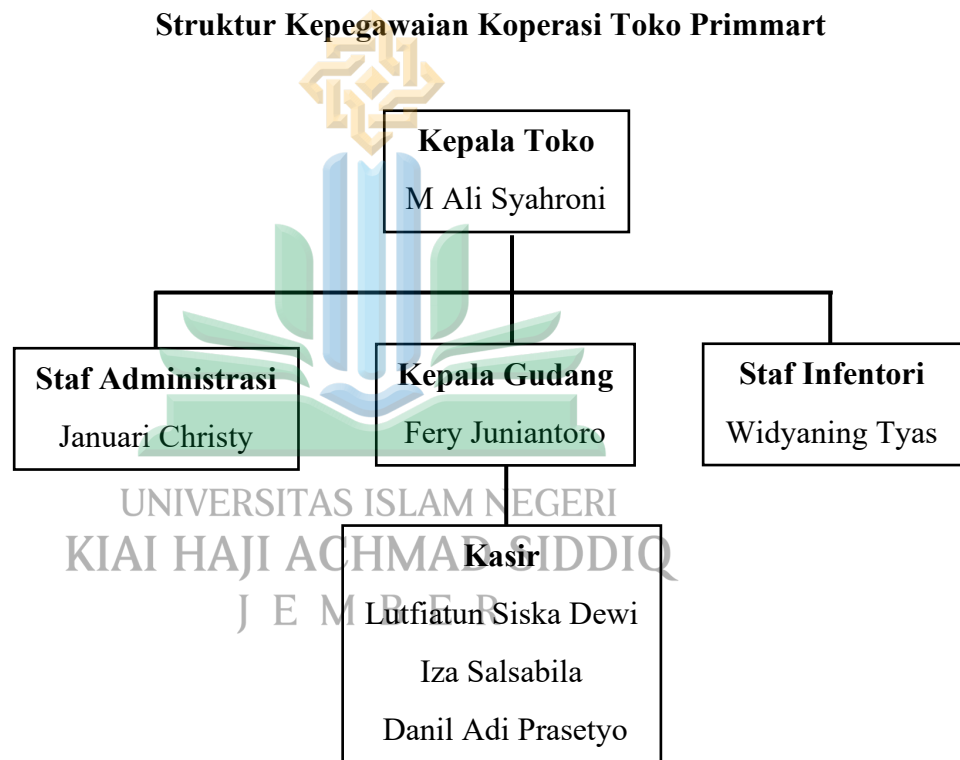 Struktur Kepegawaian Koperasi Toko Primmart
Kepala Toko
M Ali Syahroni
Staf Administrasi
Januari Christy
Kepala Gudang
Fery Juniantoro
Staf Infentori
Widyaning Tyas
UNIVERSITAS ISLAM NEGERI
KIAI HAJI ACHMAD SIDDIQ
JEMBER
Kasir
Lutfiatun Siska Dewi
Iza Salsabila
Danil Adi Prasetyo